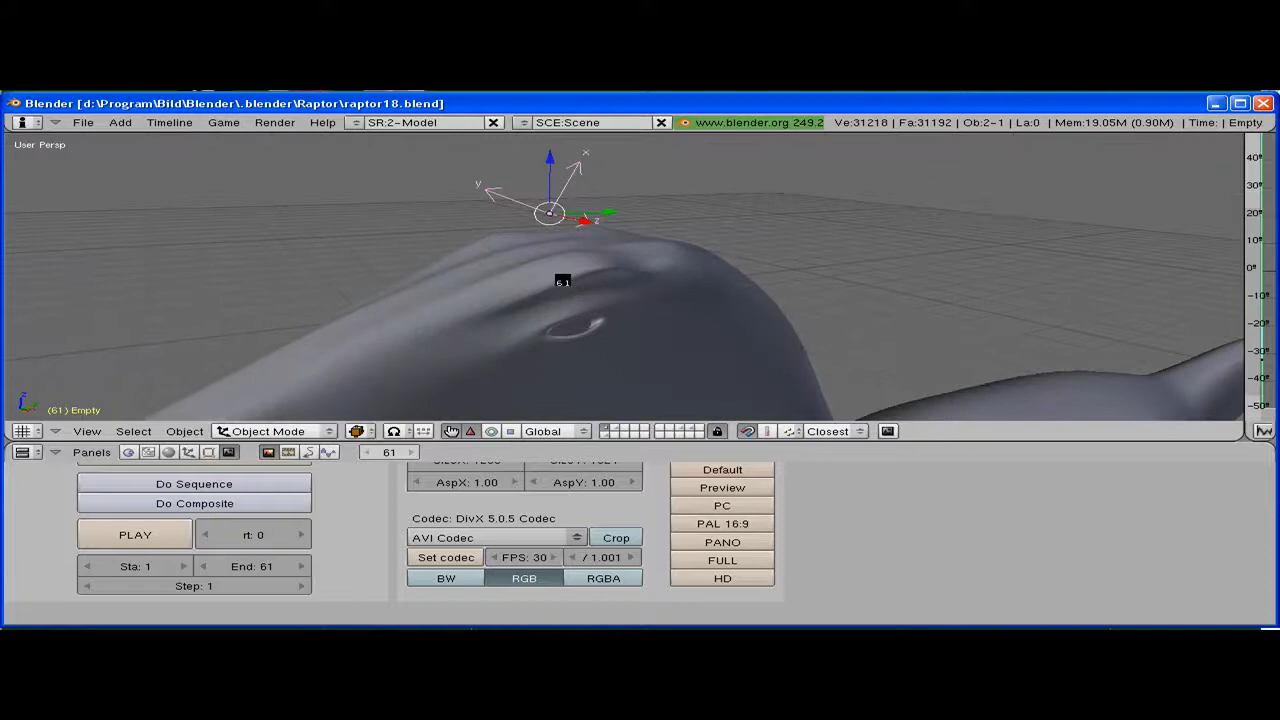 Blender [d:\Program\Bild\Blender\.blender\Raptor\raptor18.blend]
File Add Timeline Game Render Help SR:2-Model SCE:Scene www.blender.org 249.2 Ve:31218 | Fa:31192 | Ob:2-1 | La:0 | Mem:19.05M (0.90M) | Time: | Empty
User Persp
x
y
z
40°
30°
20°
10°
0°
-10°
-20°
-30°
-40°
-50°
61
z
(61) Empty
View Select Object Object Mode Global Closest
Panels 61
Do Sequence
Do Composite
PLAY rt: 0
Sta: 1 End: 61
Step: 1
AspX: 1.00 AspY: 1.00
Codec: DivX 5.0.5 Codec
AVI Codec Crop
Set codec FPS: 30 / 1.001
BW RGB RGBA
Default
Preview
PC
PAL 16:9
PANO
FULL
HD